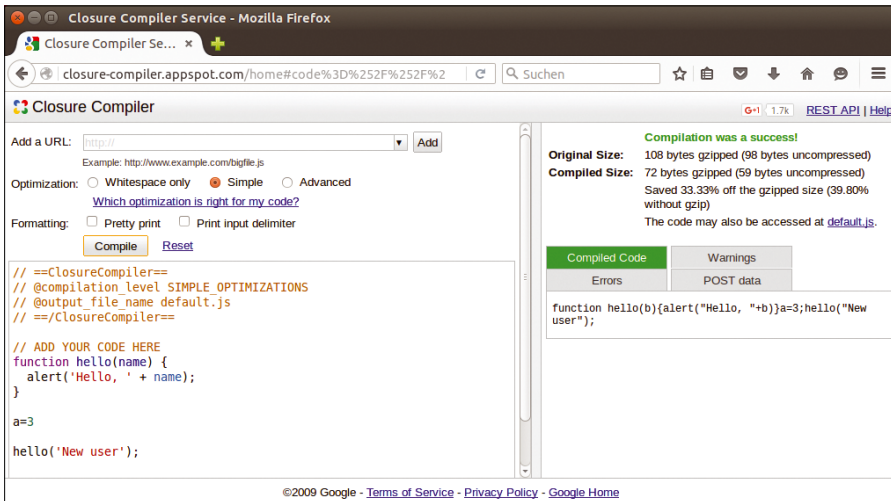 Closure Compiler Service - Mozilla Firefox
Closure Compiler Se... ×
closure-compiler.appspot.com/home#code%3D%252F%252F%2
Suchen
Closure Compiler
G+1 1.7k REST API | Help
Add a URL: http:// Add
Example: http://www.example.com/bigfile.js
Optimization: Whitespace only Simple Advanced
Which optimization is right for my code?
Formatting: Pretty print Print input delimiter
Compile Reset
// ==ClosureCompiler==
// @compilation_level SIMPLE_OPTIMIZATIONS
// @output_file_name default.js
// ==/ClosureCompiler==
// ADD YOUR CODE HERE
function hello(name) {
alert('Hello, ' + name);
}
a=3
hello('New user');
Compilation was a success!
Original Size: 108 bytes gzipped (98 bytes uncompressed)
Compiled Size: 72 bytes gzipped (59 bytes uncompressed)
Saved 33.33% off the gzipped size (39.80%
without gzip)
The code may also be accessed at default.js.
Compiled Code Warnings
Errors POST data
function hello(b){alert("Hello, "+b)}a=3;hello("New
user");
©2009 Google - Terms of Service - Privacy Policy - Google Home